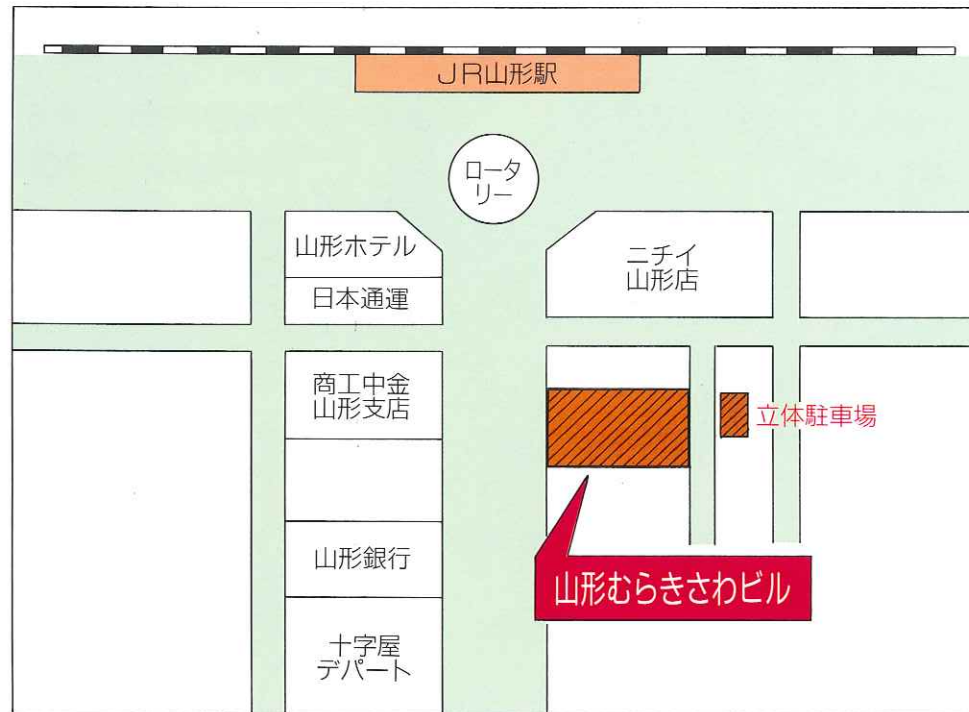 JR山形駅
ロータ
リー
山形ホテル
日本通運
ニチイ
山形店
商工中金
山形支店
立体駐車場
山形銀行
山形むらきさわビル
十字屋
デパート